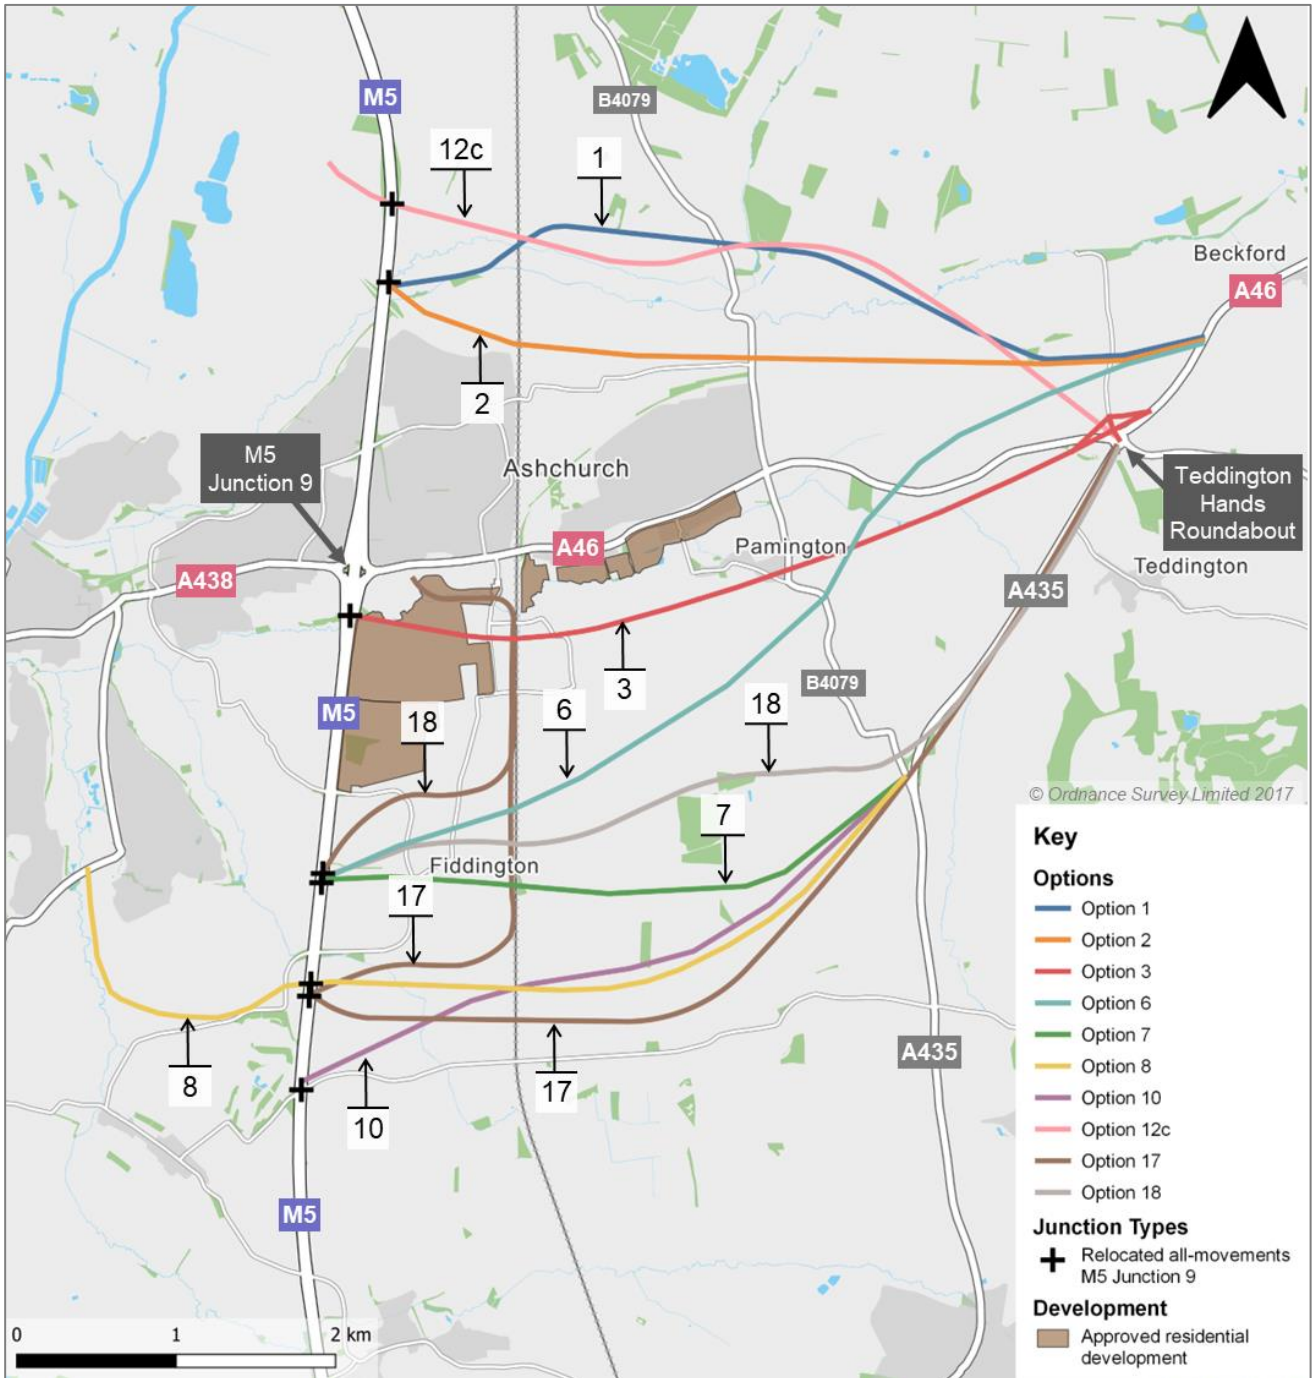 M5
B4079
12c
1
Beckford
A46
2
M5
Junction 9
Ashchurch
Teddington
Hands
Roundabout
A46
Pamington
A438
Teddington
A435
3
B4079
M5
18
6
18
© Ordnance Survey Limited 2017
7
Fiddington
17
8
10
17
A435
M5
0 1 2 km
Key
Options
Option 1
Option 2
Option 3
Option 6
Option 7
Option 8
Option 10
Option 12c
Option 17
Option 18
Junction Types
Relocated all-movements
M5 Junction 9
Development
Approved residential
development